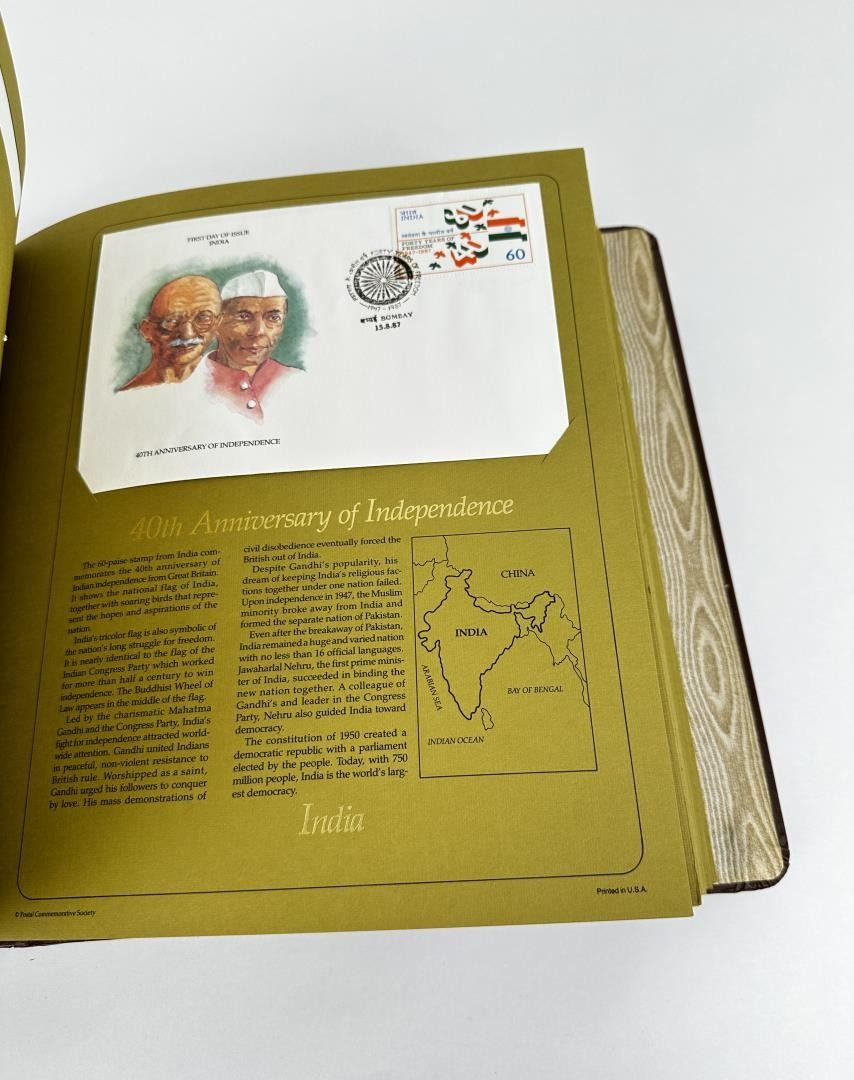 FIRST DAY OF ISSUE
INDIA
भारत
INDIA
स्वतंत्रता के चालीस वर्ष
FORTY YEARS OF
FREEDOM
1947-1987
60
FORTY YEARS OF FREEDOM
1947-1987
बम्बई BOMBAY
15.8.87
40TH ANNIVERSARY OF INDEPENDENCE
40th Anniversary of Independence
The 60-paise stamp from India com-
memorates the 40th anniversary of
Indian independence from Great Britain.
It shows the national flag of India,
together with soaring birds that repre-
sent the hopes and aspirations of the
nation.
India's tricolor flag is also symbolic of
the nation's long struggle for freedom.
It is nearly identical to the flag of the
Indian Congress Party which worked
for more than half a century to win
independence. The Buddhist Wheel of
Law appears in the middle of the flag.
Led by the charismatic Mahatma
Gandhi and the Congress Party, India's
fight for independence attracted world-
wide attention. Gandhi united Indians
in peaceful, non-violent resistance to
British rule. Worshipped as a saint,
Gandhi urged his followers to conquer
by love. His mass demonstrations of
civil disobedience eventually forced the
British out of India.
Despite Gandhi's popularity, his
dream of keeping India's religious fac-
tions together under one nation failed.
Upon independence in 1947, the Muslim
minority broke away from India and
formed the separate nation of Pakistan.
Even after the breakaway of Pakistan,
India remained a huge and varied nation
with no less than 16 official languages.
Jawaharlal Nehru, the first prime minis-
ter of India, succeeded in binding the
new nation together. A colleague of
Gandhi's and leader in the Congress
Party, Nehru also guided India toward
democracy.
The constitution of 1950 created a
democratic republic with a parliament
elected by the people. Today, with 750
million people, India is the world's larg-
est democracy.
CHINA
INDIA
ARABIAN SEA
BAY OF BENGAL
INDIAN OCEAN
India
© Postal Commemorative Society
Printed in U.S.A.